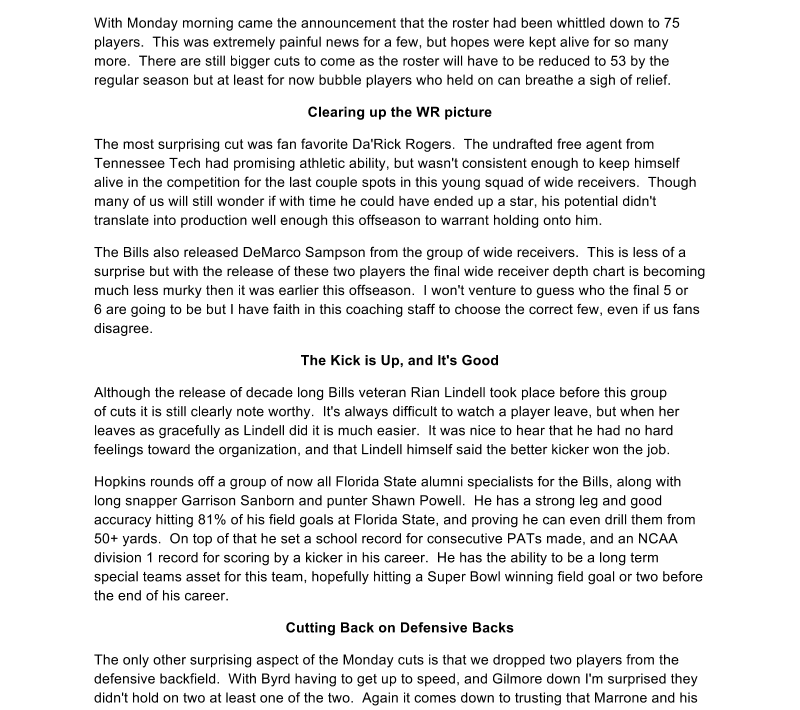 With Monday morning came the announcement that the roster had been whittled down to 75
players.  This was extremely painful news for a few, but hopes were kept alive for so many
more.  There are still bigger cuts to come as the roster will have to be reduced to 53 by the
regular season but at least for now bubble players who held on can breathe a sigh of relief.
Clearing up the WR picture
The most surprising cut was fan favorite Da'Rick Rogers.  The undrafted free agent from
Tennessee Tech had promising athletic ability, but wasn't consistent enough to keep himself
alive in the competition for the last couple spots in this young squad of wide receivers.  Though
many of us will still wonder if with time he could have ended up a star, his potential didn't
translate into production well enough this offseason to warrant holding onto him.
The Bills also released DeMarco Sampson from the group of wide receivers.  This is less of a
surprise but with the release of these two players the final wide receiver depth chart is becoming
much less murky then it was earlier this offseason.  I won't venture to guess who the final 5 or
6 are going to be but I have faith in this coaching staff to choose the correct few, even if us fans
disagree.
The Kick is Up, and It's Good
Although the release of decade long Bills veteran Rian Lindell took place before this group
of cuts it is still clearly note worthy.  It's always difficult to watch a player leave, but when her
leaves as gracefully as Lindell did it is much easier.  It was nice to hear that he had no hard
feelings toward the organization, and that Lindell himself said the better kicker won the job.
Hopkins rounds off a group of now all Florida State alumni specialists for the Bills, along with
long snapper Garrison Sanborn and punter Shawn Powell.  He has a strong leg and good
accuracy hitting 81% of his field goals at Florida State, and proving he can even drill them from
50+ yards.  On top of that he set a school record for consecutive PATs made, and an NCAA
division 1 record for scoring by a kicker in his career.  He has the ability to be a long term
special teams asset for this team, hopefully hitting a Super Bowl winning field goal or two before
the end of his career.
Cutting Back on Defensive Backs
The only other surprising aspect of the Monday cuts is that we dropped two players from the
defensive backfield.  With Byrd having to get up to speed, and Gilmore down I'm surprised they
didn't hold on two at least one of the two.  Again it comes down to trusting that Marrone and his